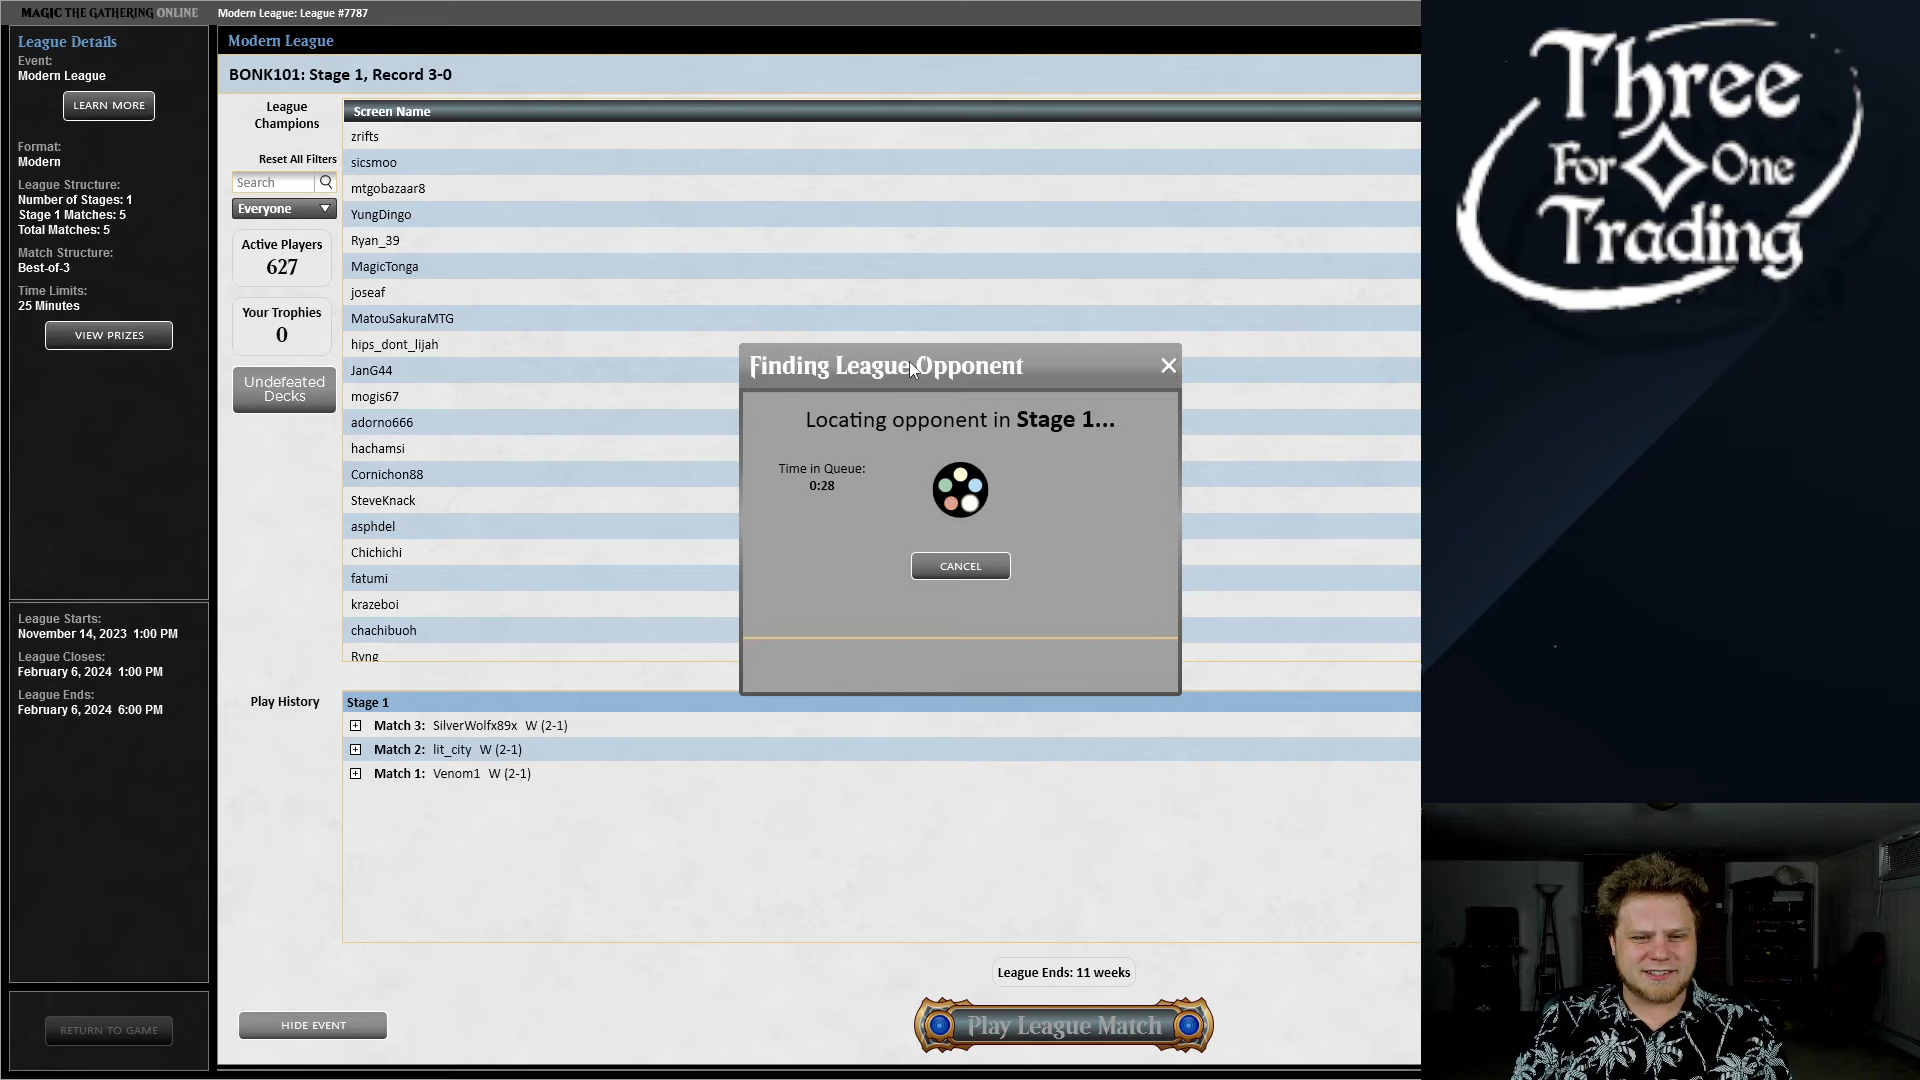 MAGIC THE GATHERING ONLINE
Modern League: League #7787
League Details
Event:
Modern League
LEARN MORE
Format:
Modern
League Structure:
Number of Stages: 1
Stage 1 Matches: 5
Total Matches: 5
Match Structure:
Best-of-3
Time Limits:
25 Minutes
VIEW PRIZES
League Starts:
November 14, 2023 1:00 PM
League Closes:
February 6, 2024 1:00 PM
League Ends:
February 6, 2024 6:00 PM
RETURN TO GAME
Modern League
BONK101: Stage 1, Record 3-0
League
Champions
Reset All Filters
Search
Everyone
Active Players
627
Your Trophies
0
Undefeated
Decks
Screen Name
zrifts
sicsmoo
mtgobazaar8
YungDingo
Ryan_39
MagicTonga
joseaf
MatouSakuraMTG
hips_dont_lijah
JanG44
mogis67
adorno666
hachamsi
Cornichon88
SteveKnack
asphdel
Chichichi
fatumi
krazeboi
chachibuoh
Finding League Opponent
Locating opponent in Stage 1...
Time in Queue:
0:28
CANCEL
Play History
Stage 1
Match 3: SilverWolfx89x W (2-1)
Match 2: lit_city W (2-1)
Match 1: Venom1 W (2-1)
League Ends: 11 weeks
HIDE EVENT
Play League Match
Three
For One
Trading